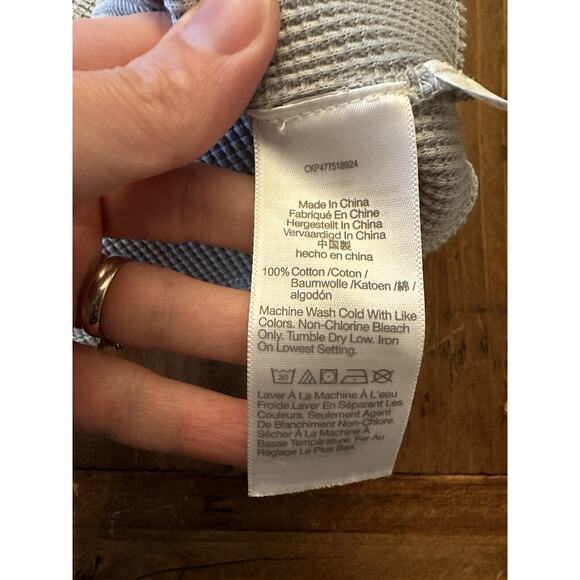 CKP477516924
Made In China
Fabriqué En Chine
Hergestellt In China
Vervaardigd In China
中国製
hecho en china
100% Cotton /Coton /
Baumwolle /Katoen /綿 /
algodón
Machine Wash Cold With Like
Colors. Non-Chlorine Bleach
Only. Tumble Dry Low. Iron
On Lowest Setting.
30
Laver À La Machine À L'eau
Froide.Laver En Séparant Les
Couleurs. Seulement Agent
De Blanchiment Non-Chlore.
Sécher À La Machine À
Basse Température. Fer Au
Réglage Le Plus Bas.